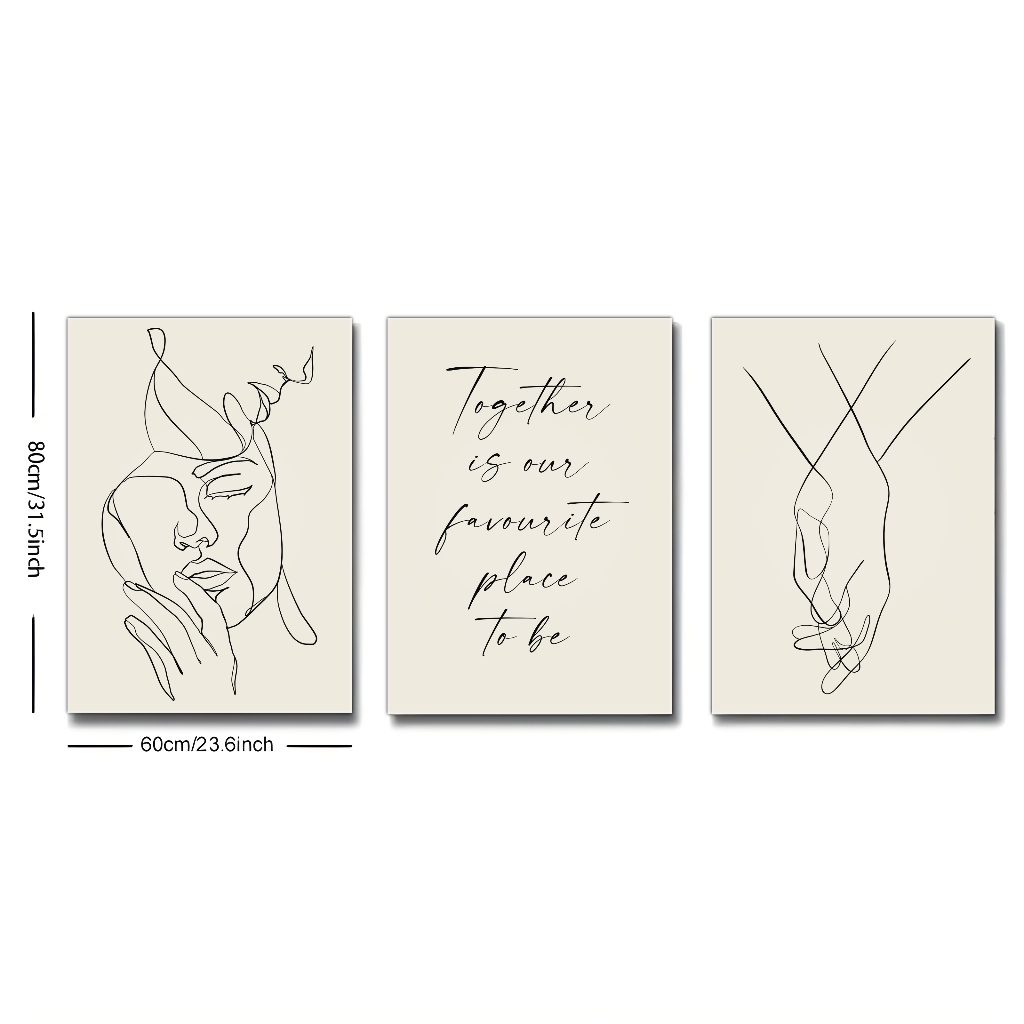 80cm/31.5inch
Together
is our
favourite
place
to be
60cm/23.6inch